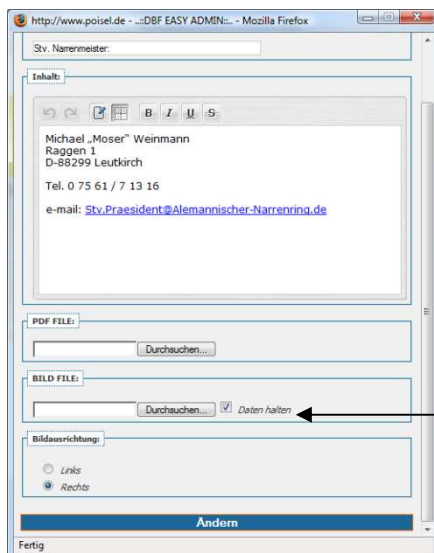 http://www.poisel.de - ..::DBF EASY ADMIN::.. - Mozilla Firefox
Stv. Narrenmeister:
Inhalt:
B I U S
Michael „Moser" Weinmann
Raggen 1
D-88299 Leutkirch
Tel. 0 75 61 / 7 13 16
e-mail: Stv.Praesident@Alemannischer-Narrenring.de
PDF FILE:
Durchsuchen...
BILD FILE:
Durchsuchen... Daten halten
Bildausrichtung:
Links
Rechts
Ändern
Fertig